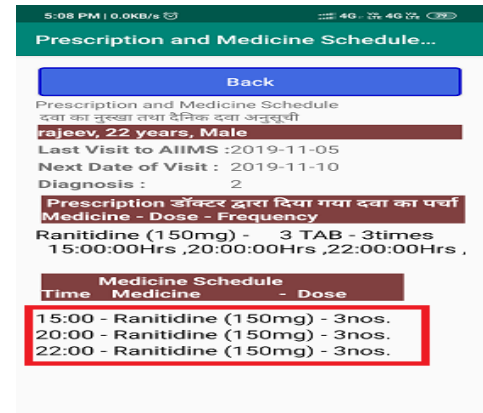 5:08 PM | 0.0KB/s
4G 4G 39
Prescription and Medicine Schedule...
Back
Prescription and Medicine Schedule
दवा का नुस्खा तथा दैनिक दवा अनुसूची
rajeev, 22 years, Male
Last Visit to AIIMS :2019-11-05
Next Date of Visit : 2019-11-10
Diagnosis : 2
Prescription डॉक्टर द्वारा दिया गया दवा का पर्चा
Medicine - Dose - Frequency
Ranitidine (150mg) - 3 TAB - 3times
15:00:00Hrs ,20:00:00Hrs ,22:00:00Hrs ,
Medicine Schedule
Time Medicine - Dose
15:00 - Ranitidine (150mg) - 3nos.
20:00 - Ranitidine (150mg) - 3nos.
22:00 - Ranitidine (150mg) - 3nos.